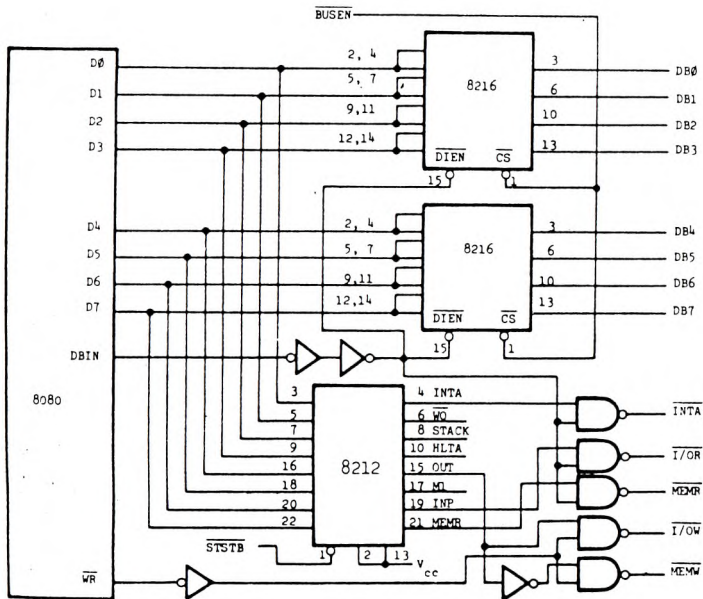 BUSEN
DØ
2, 4
8216
3
DBØ
D1
5, 7
6
DB1
D2
9,11
10
DB2
D3
12,14
DIEN
CS
13
DB3
15
1
D4
2, 4
8216
3
DB4
D5
5, 7
6
DB5
D6
9,11
10
DB6
D7
12,14
DIEN
CS
13
DB7
15
1
DBIN
8080
8212
3
4 INTA
INTA
5
6 WO
7
8 STACK
9
10 HLTA
I/OR
16
15 OUT
18
17 M1
MEMR
20
19 INP
22
21 MEMR
I/OW
STSTB
1
2
13
Vcc
WR
MEMW